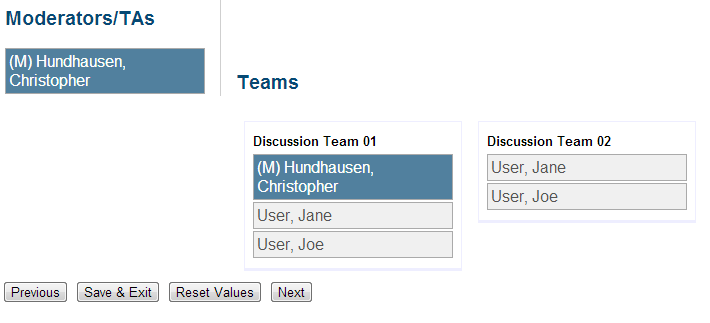 Moderators/TAs
(M) Hundhausen,
Christopher
Teams
Discussion Team 01
(M) Hundhausen,
Christopher
User, Jane
User, Joe
Discussion Team 02
User, Jane
User, Joe
Previous Save & Exit Reset Values Next